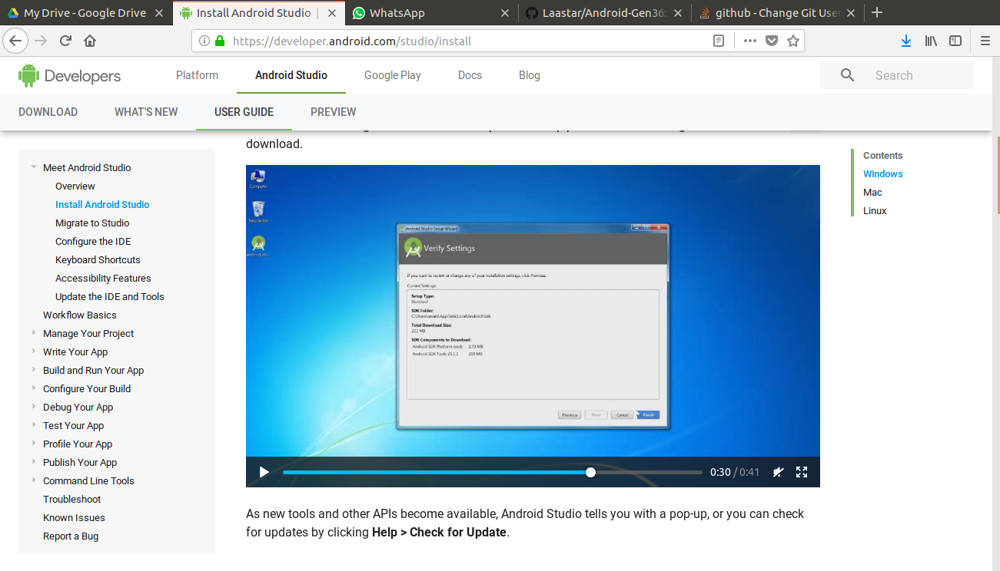 My Drive - Google Drive
Install Android Studio |
WhatsApp
Laastar/Android-Gen36
github - Change Git User
https://developer.android.com/studio/install
Developers
Platform
Android Studio
Google Play
Docs
Blog
Search
DOWNLOAD
WHAT'S NEW
USER GUIDE
PREVIEW
download.
Meet Android Studio
Overview
Install Android Studio
Migrate to Studio
Configure the IDE
Keyboard Shortcuts
Accessibility Features
Update the IDE and Tools
Workflow Basics
Manage Your Project
Write Your App
Build and Run Your App
Configure Your Build
Debug Your App
Test Your App
Profile Your App
Publish Your App
Command Line Tools
Troubleshoot
Known Issues
Report a Bug
Computer
Recycle Bin
Android Studio Setup Wizard
Verify Settings
If you want to review or change any of your installation settings, click Previous.
Current Settings:
Setup Type:
Standard
SDK Folder:
Total Download Size:
222 MB
SDK Components to Download:
Android SDK Platform-tools 2.73 MB
Android SDK Tools 25.1.1 219 MB
Previous
Next
Cancel
Finish
0:30 / 0:41
As new tools and other APIs become available, Android Studio tells you with a pop-up, or you can check
for updates by clicking Help > Check for Update.
Contents
Windows
Mac
Linux